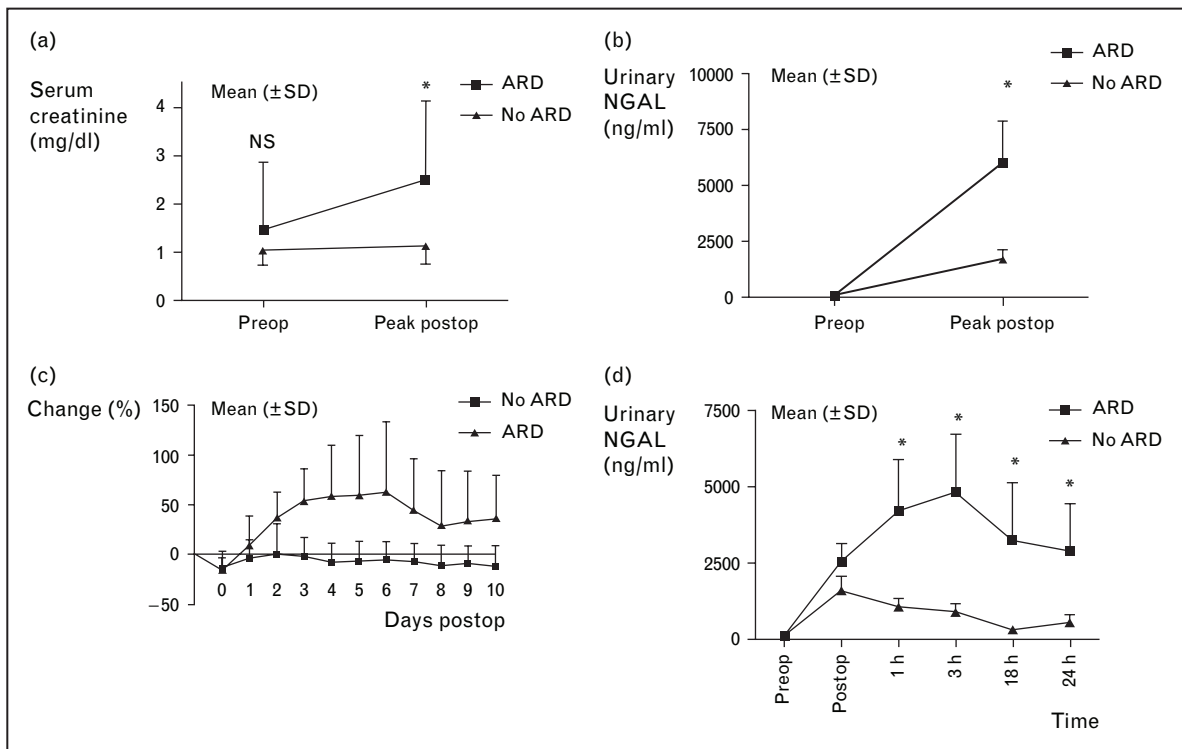 (a)
Serum
creatinine
(mg/dl)
Mean (±SD)
*
ARD
No ARD
NS
4
3
2
1
0
Preop
Peak postop
(b)
Urinary
NGAL
(ng/ml)
Mean (±SD)
*
ARD
No ARD
10000
7500
5000
2500
0
Preop
Peak postop
(c)
Change (%)
Mean (±SD)
No ARD
ARD
150
100
50
0
−50
0 1 2 3 4 5 6 7 8 9 10
Days postop
(d)
Urinary
NGAL
(ng/ml)
Mean (±SD)
ARD
No ARD
* * * *
7500
5000
2500
0
Preop
Postop
1 h
3 h
18 h
24 h
Time